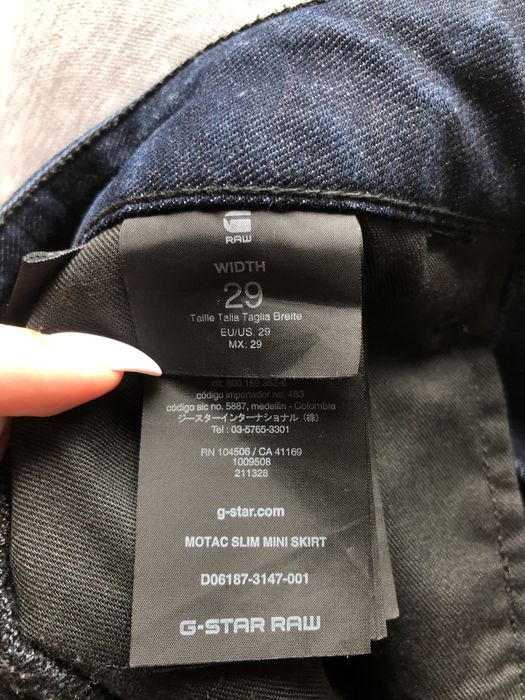 RAW
WIDTH
29
Taille Talla Taglia Breite
EU/US. 29
MX. 29
nit. 800.169.352-6
código importador no. 483
código sic no. 5887, medellin - Colombia
ジースターインターナショナル(株)
Tel : 03-5765-3301
RN 104506 / CA 41169
1009508
211328
g-star.com
MOTAC SLIM MINI SKIRT
D06187-3147-001
G-STAR RAW